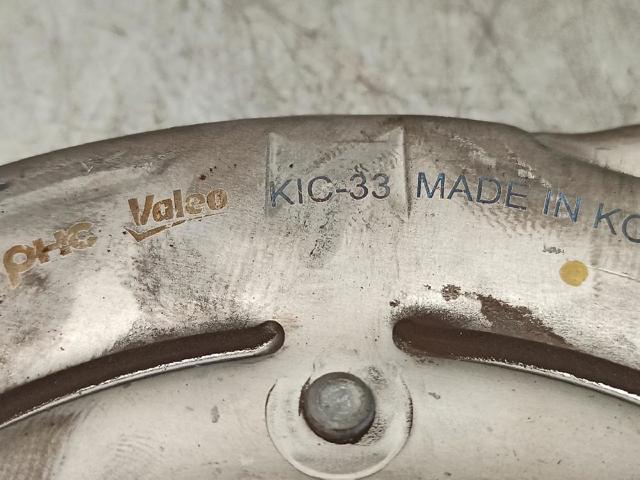 PHC Valeo KIC-33 MADE IN KO